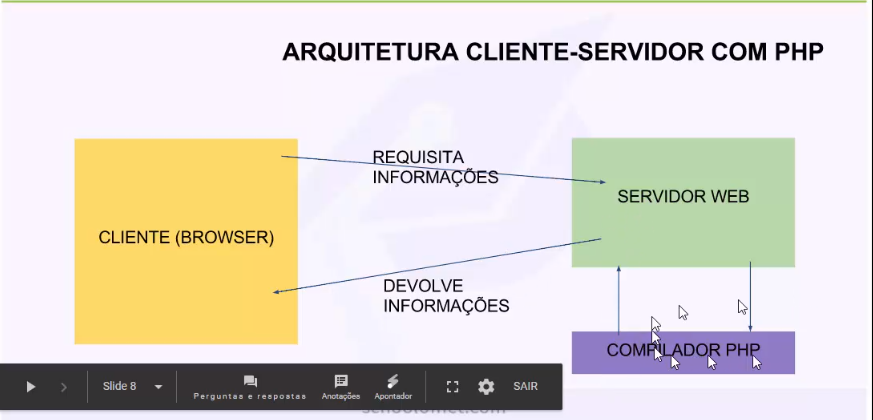 ARQUITETURA CLIENTE-SERVIDOR COM PHP
REQUISITA
INFORMAÇÕES
SERVIDOR WEB
CLIENTE (BROWSER)
DEVOLVE
INFORMAÇÕES
COMPILADOR PHP
Slide 8
Perguntas e respostas
Anotações
Apontador
SAIR